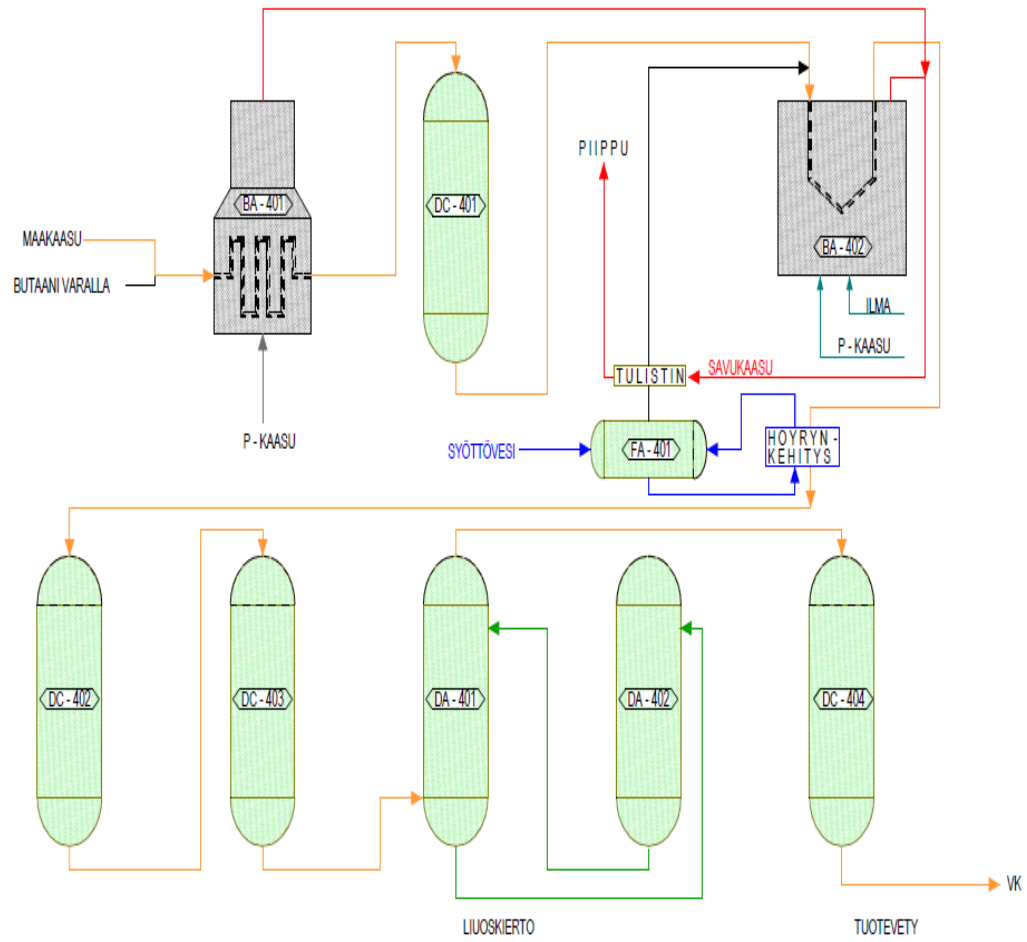 PIIPPU
BA - 401
DC - 401
MAAKAASU
BUTAANI VARALLA
BA - 402
ILMA
P - KAASU
TULISTIN
SAVUKAASU
P - KAASU
SYÖTTÖVESI
FA - 401
HÖYRYN -
KEHITYS
DC - 402
DC - 403
DA - 401
DA - 402
DC - 404
VK
LIUOSKIERTO
TUOTEVETY